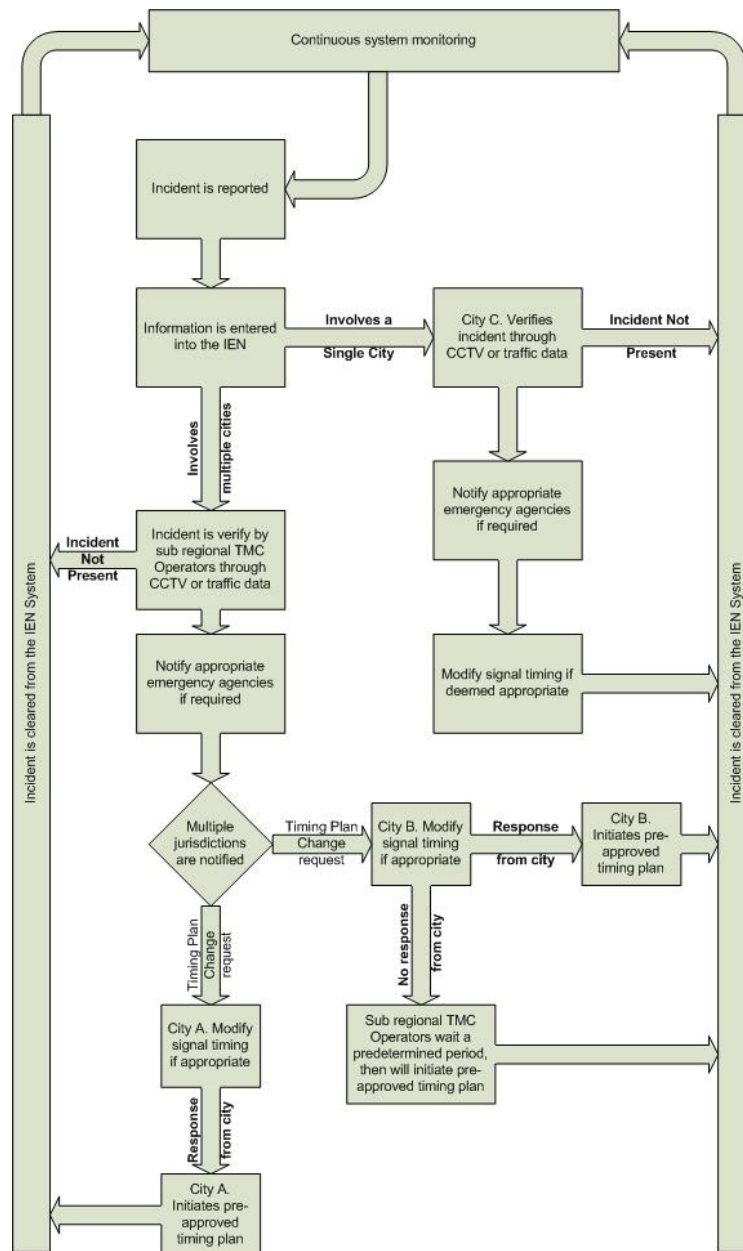 Continuous system monitoring
Incident is reported
Information is entered
into the IEN
Involves a
Single City
City C. Verifies
incident through
CCTV or traffic data
Incident Not
Present
Involves
multiple cities
Notify appropriate
emergency agencies
if required
Incident is verify by
sub regional TMC
Operators through
CCTV or traffic data
Incident
Not
Present
Notify appropriate
emergency agencies
if required
Modify signal timing if
deemed appropriate
Multiple
jurisdictions
are notified
Timing Plan
Change
request
City B. Modify
signal timing
if appropriate
Response
from city
City B.
Initiates pre-
approved
timing plan
No response
from city
Timing Plan
Change
request
City A. Modify
signal timing
if appropriate
Sub regional TMC
Operators wait a
predetermined period,
then will initiate pre-
approved timing plan
Response
from city
City A.
Initiates pre-
approved
timing plan
Incident is cleared from the IEN System
Incident is cleared from the IEN System